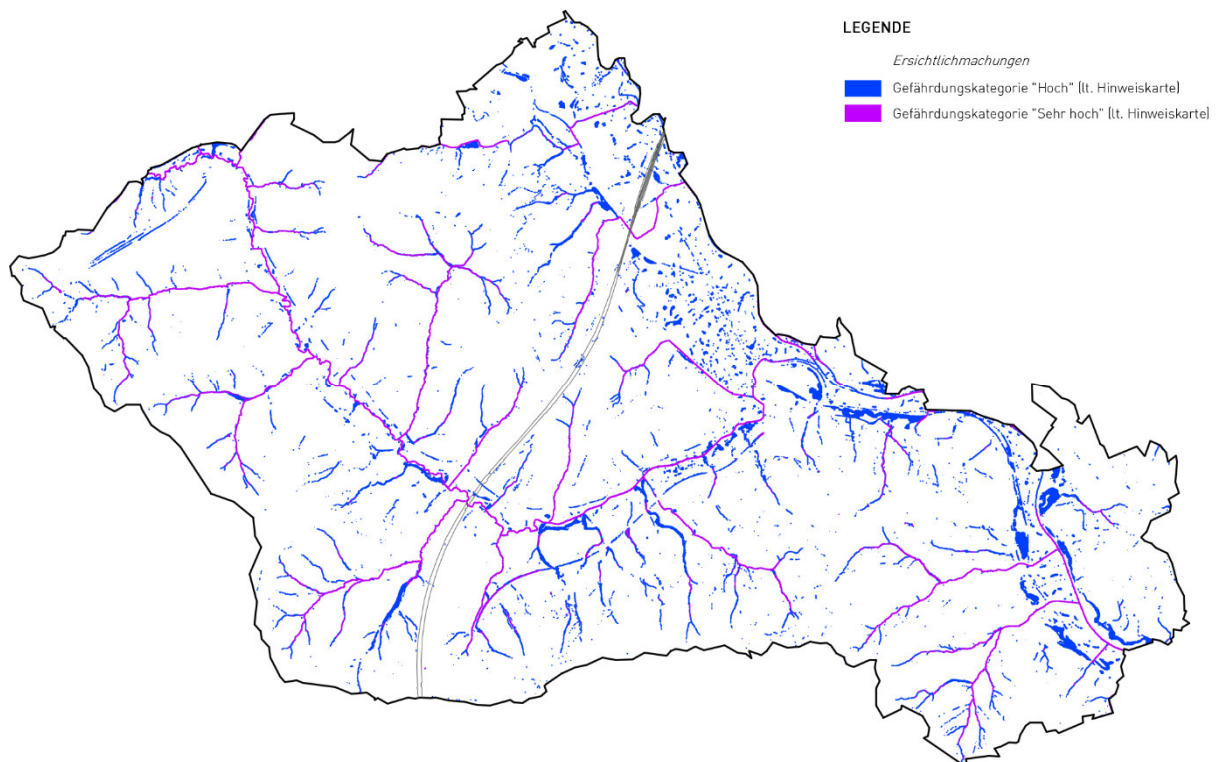 LEGENDE
Ersichtlichmachungen
Gefährdungskategorie "Hoch" (lt. Hinweiskarte)
Gefährdungskategorie "Sehr hoch" (lt. Hinweiskarte)